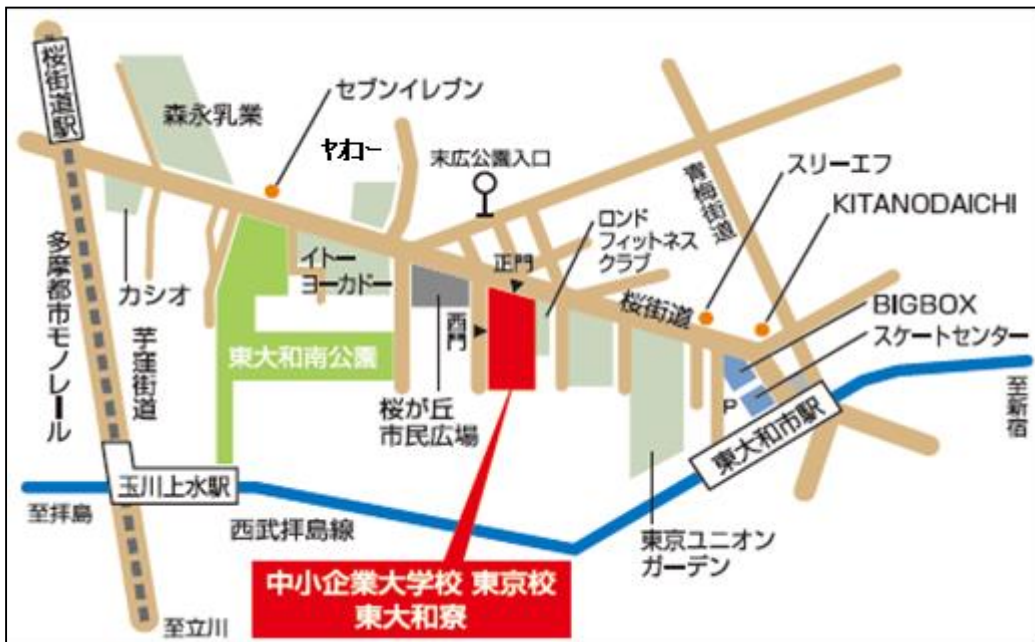 桜街道駅
森永乳業
セブンイレブン
ヤオコー
末広公園入口
青梅街道
スリーエフ
KITANODAICHI
カシオ
イトー
ヨーカドー
正門
ロンド
フィットネス
クラブ
桜街道
BIGBOX
スケートセンター
多摩都市モノレール
芋窪街道
東大和南公園
西門
桜が丘
市民広場
P
東大和市駅
至新宿
玉川上水駅
至拝島
西武拝島線
東京ユニオン
ガーデン
中小企業大学校 東京校
東大和寮
至立川